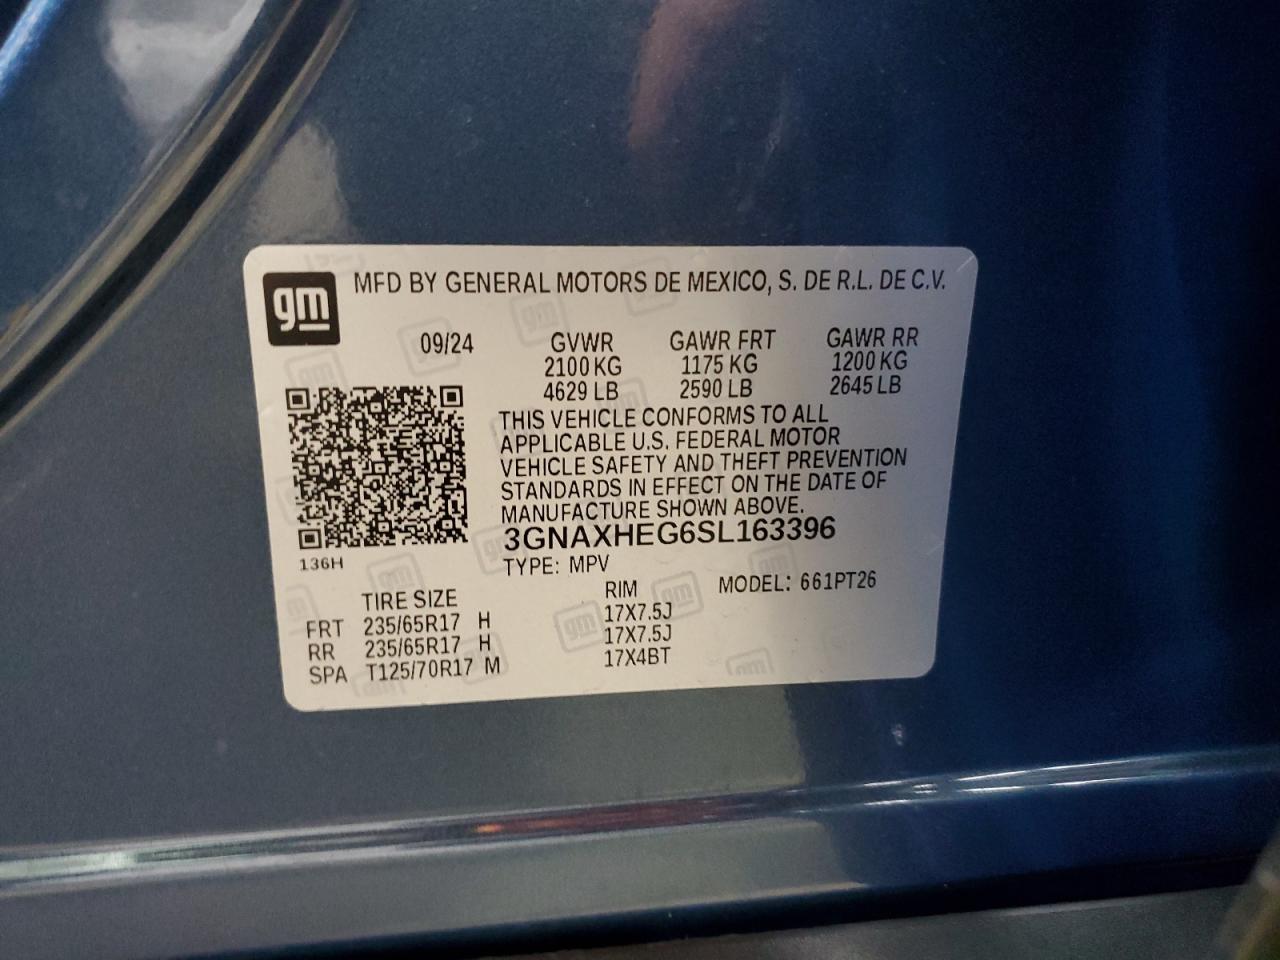 gm
MFD BY GENERAL MOTORS DE MEXICO, S. DE R.L. DE C.V.
09/24 GVWR GAWR FRT GAWR RR
2100 KG 1175 KG 1200 KG
4629 LB 2590 LB 2645 LB
THIS VEHICLE CONFORMS TO ALL
APPLICABLE U.S. FEDERAL MOTOR
VEHICLE SAFETY AND THEFT PREVENTION
STANDARDS IN EFFECT ON THE DATE OF
MANUFACTURE SHOWN ABOVE.
3GNAXHEG6SL163396
136H
TYPE: MPV
TIRE SIZE RIM MODEL: 661PT26
FRT 235/65R17 H 17X7.5J
RR 235/65R17 H 17X7.5J
SPA T125/70R17 M 17X4BT